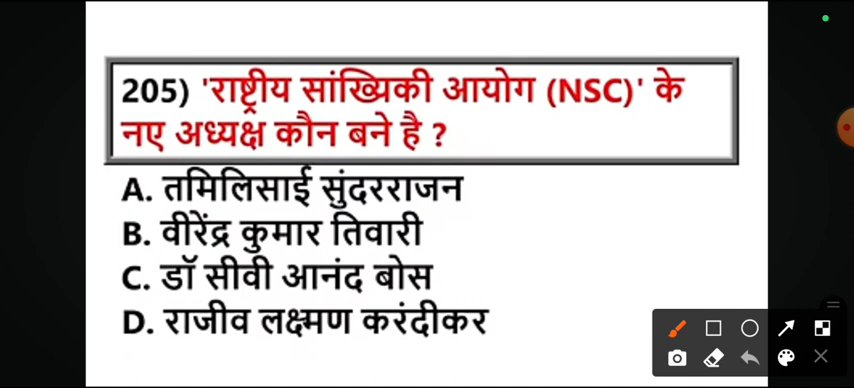 205) 'राष्ट्रीय सांख्यिकी आयोग (NSC)' के
नए अध्यक्ष कौन बने है ?
A. तमिलिसाई सुंदरराजन
B. वीरेंद्र कुमार तिवारी
C. डॉ सीवी आनंद बोस
D. राजीव लक्ष्मण करंदीकर